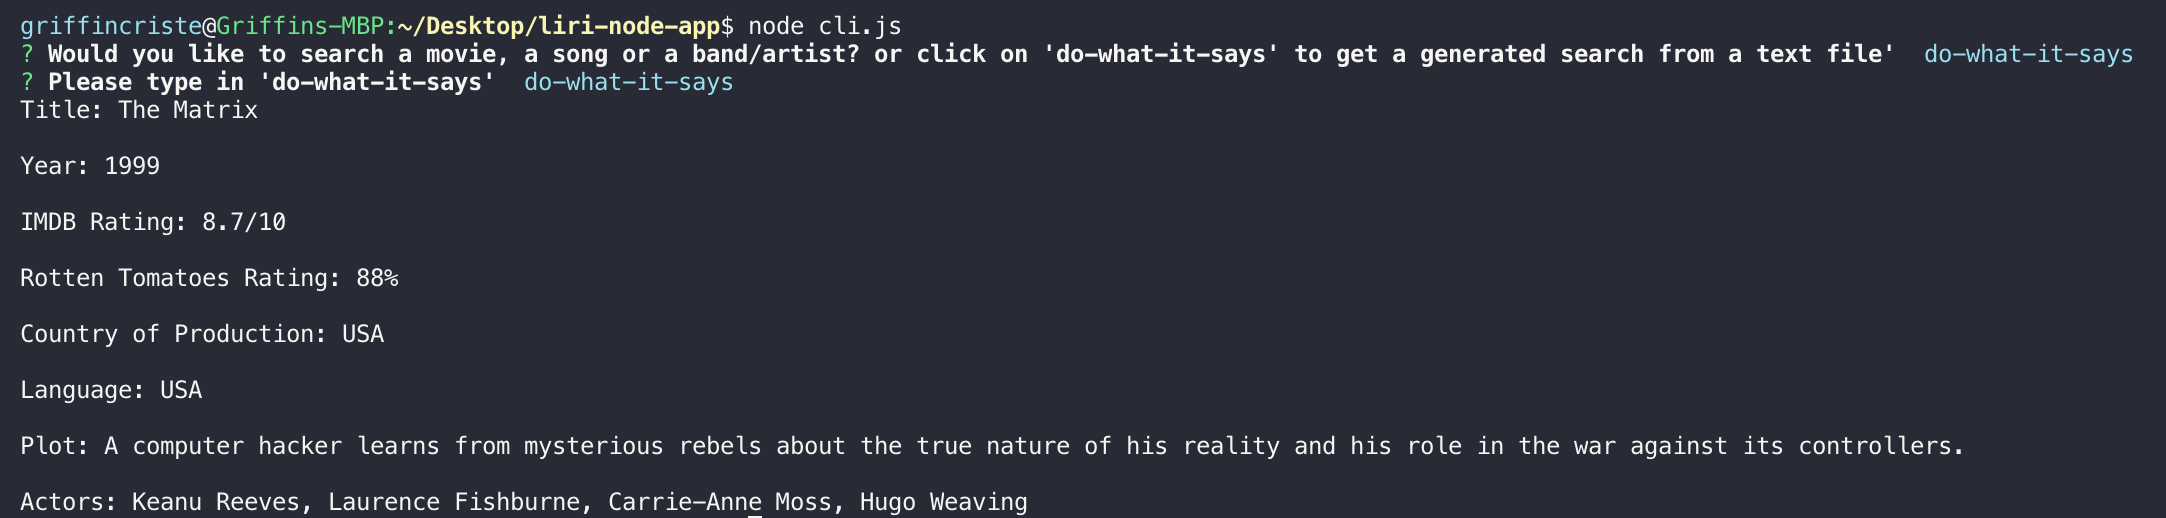 griffincriste@Griffins-MBP:~/Desktop/liri-node-app$ node cli.js
? Would you like to search a movie, a song or a band/artist? or click on 'do-what-it-says' to get a generated search from a text file'  do-what-it-says
? Please type in 'do-what-it-says'  do-what-it-says
Title: The Matrix
Year: 1999
IMDB Rating: 8.7/10
Rotten Tomatoes Rating: 88%
Country of Production: USA
Language: USA
Plot: A computer hacker learns from mysterious rebels about the true nature of his reality and his role in the war against its controllers.
Actors: Keanu Reeves, Laurence Fishburne, Carrie-Anne Moss, Hugo Weaving